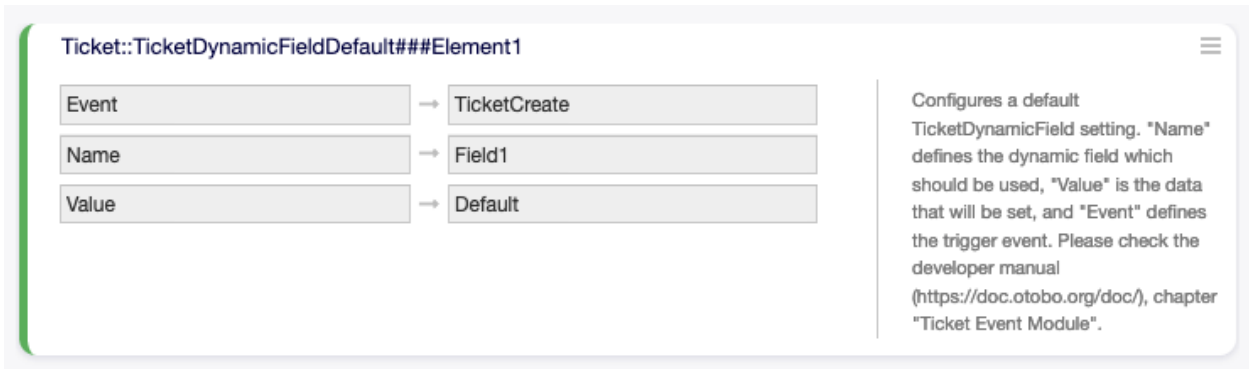 Ticket::TicketDynamicFieldDefault###Element1
Event → TicketCreate
Name → Field1
Value → Default
Configures a default
TicketDynamicField setting. "Name"
defines the dynamic field which
should be used, "Value" is the data
that will be set, and "Event" defines
the trigger event. Please check the
developer manual
(https://doc.otobo.org/doc/), chapter
"Ticket Event Module".